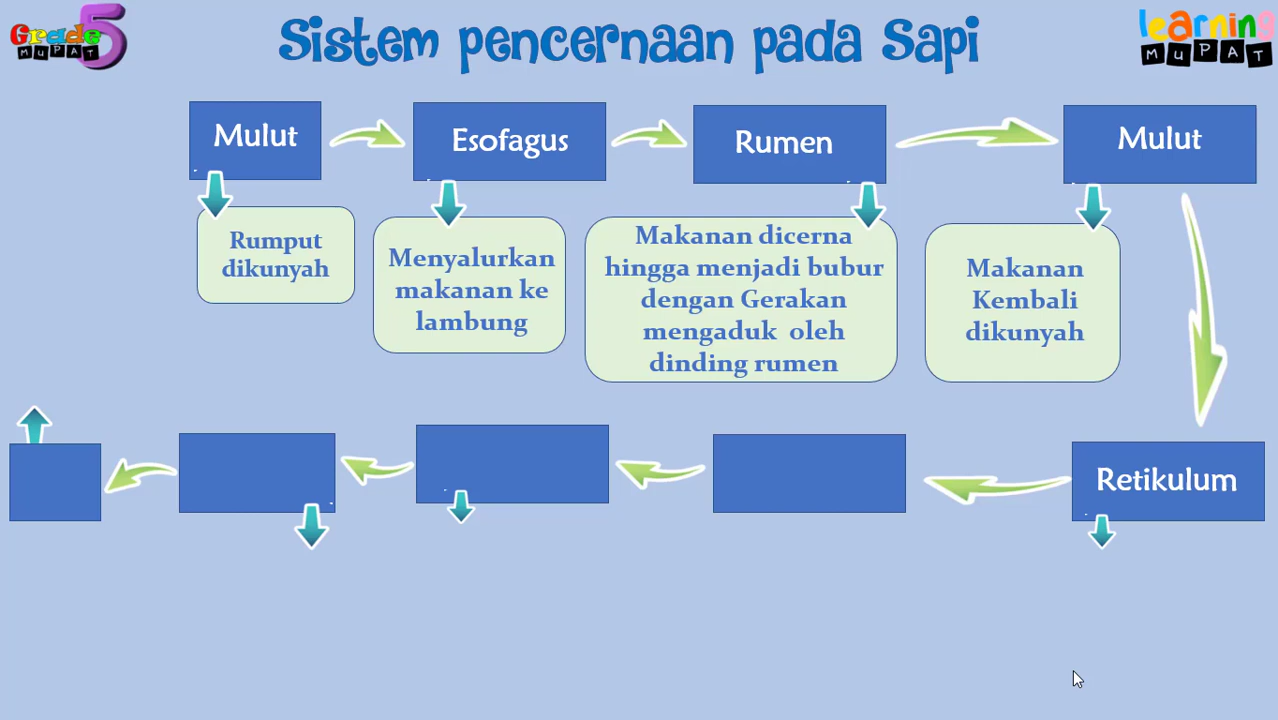 Grade 5
MUPAT
Sistem pencernaan pada Sapi
learning
MUPAT
Mulut
Esofagus
Rumen
Mulut
Rumput
dikunyah
Menyalurkan
makanan ke
lambung
Makanan dicerna
hingga menjadi bubur
dengan Gerakan
mengaduk oleh
dinding rumen
Makanan
Kembali
dikunyah
Retikulum